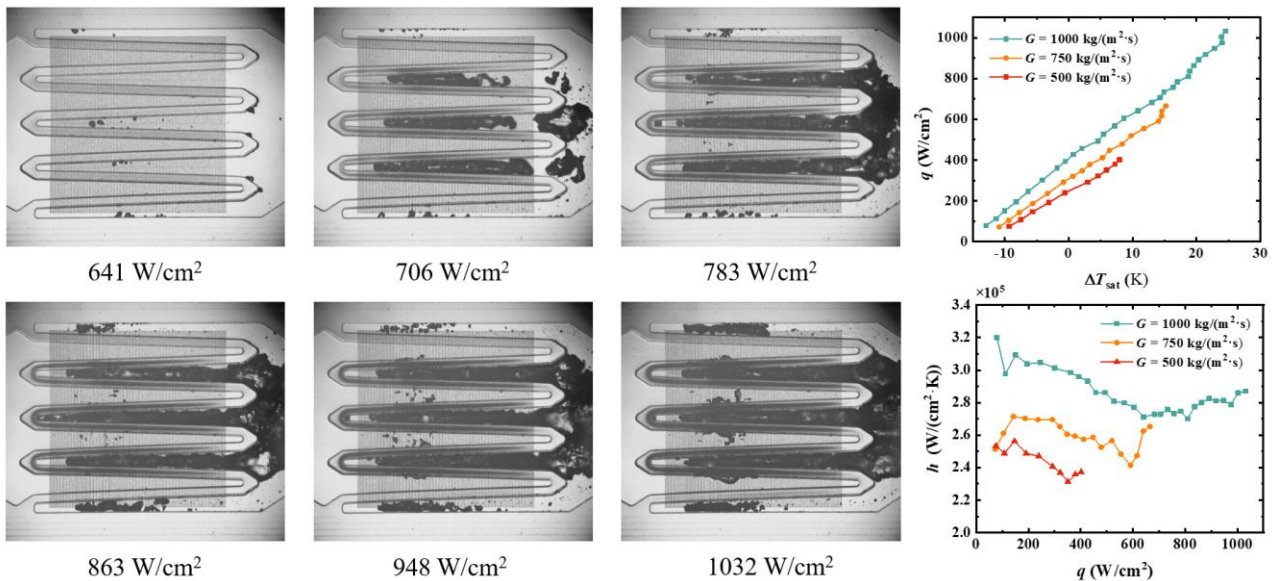 641 W/cm²
706 W/cm²
783 W/cm²
863 W/cm²
948 W/cm²
1032 W/cm²
G = 1000 kg/(m²·s)
G = 750 kg/(m²·s)
G = 500 kg/(m²·s)
q (W/cm²)
1000
800
600
400
200
0
-10
0
10
20
30
ΔTsat (K)
×10⁵
3.4
3.2
3.0
2.8
2.6
2.4
2.2
2.0
h (W/(cm²·K)
G = 1000 kg/(m²·s)
G = 750 kg/(m²·s)
G = 500 kg/(m²·s)
0
200
400
600
800
1000
q (W/cm²)